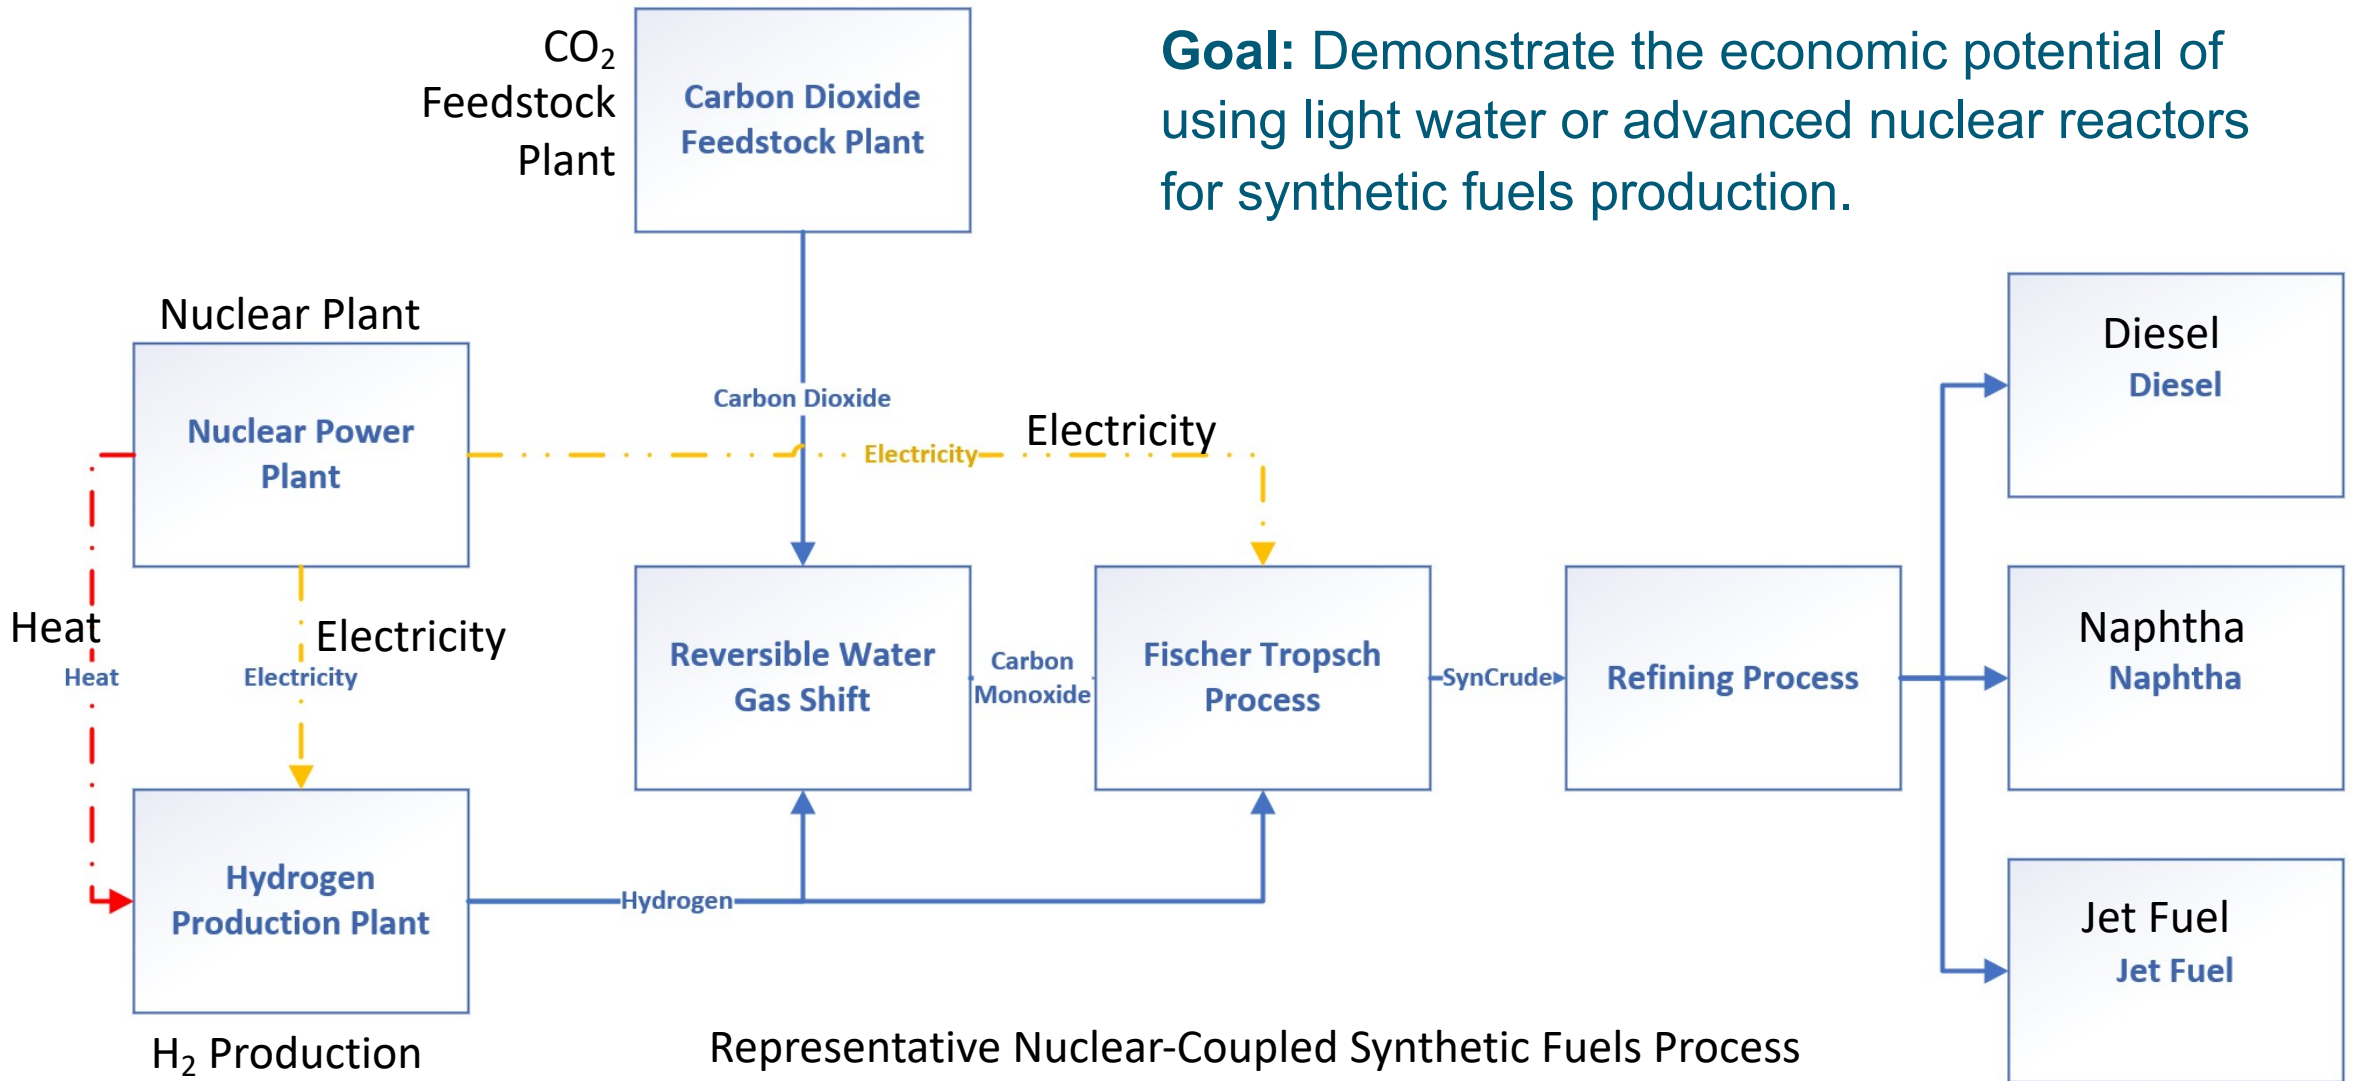 CO₂
Feedstock
Plant
Carbon Dioxide
Feedstock Plant
Goal: Demonstrate the economic potential of
using light water or advanced nuclear reactors
for synthetic fuels production.
Nuclear Plant
Nuclear Power
Plant
Carbon Dioxide
Electricity
Electricity
Heat
Heat
Electricity
Electricity
Reversible Water
Gas Shift
Carbon
Monoxide
Fischer Tropsch
Process
SynCrude
Refining Process
Diesel
Diesel
Naphtha
Naphtha
Jet Fuel
Jet Fuel
Hydrogen
Production Plant
Hydrogen
H₂ Production
Representative Nuclear-Coupled Synthetic Fuels Process